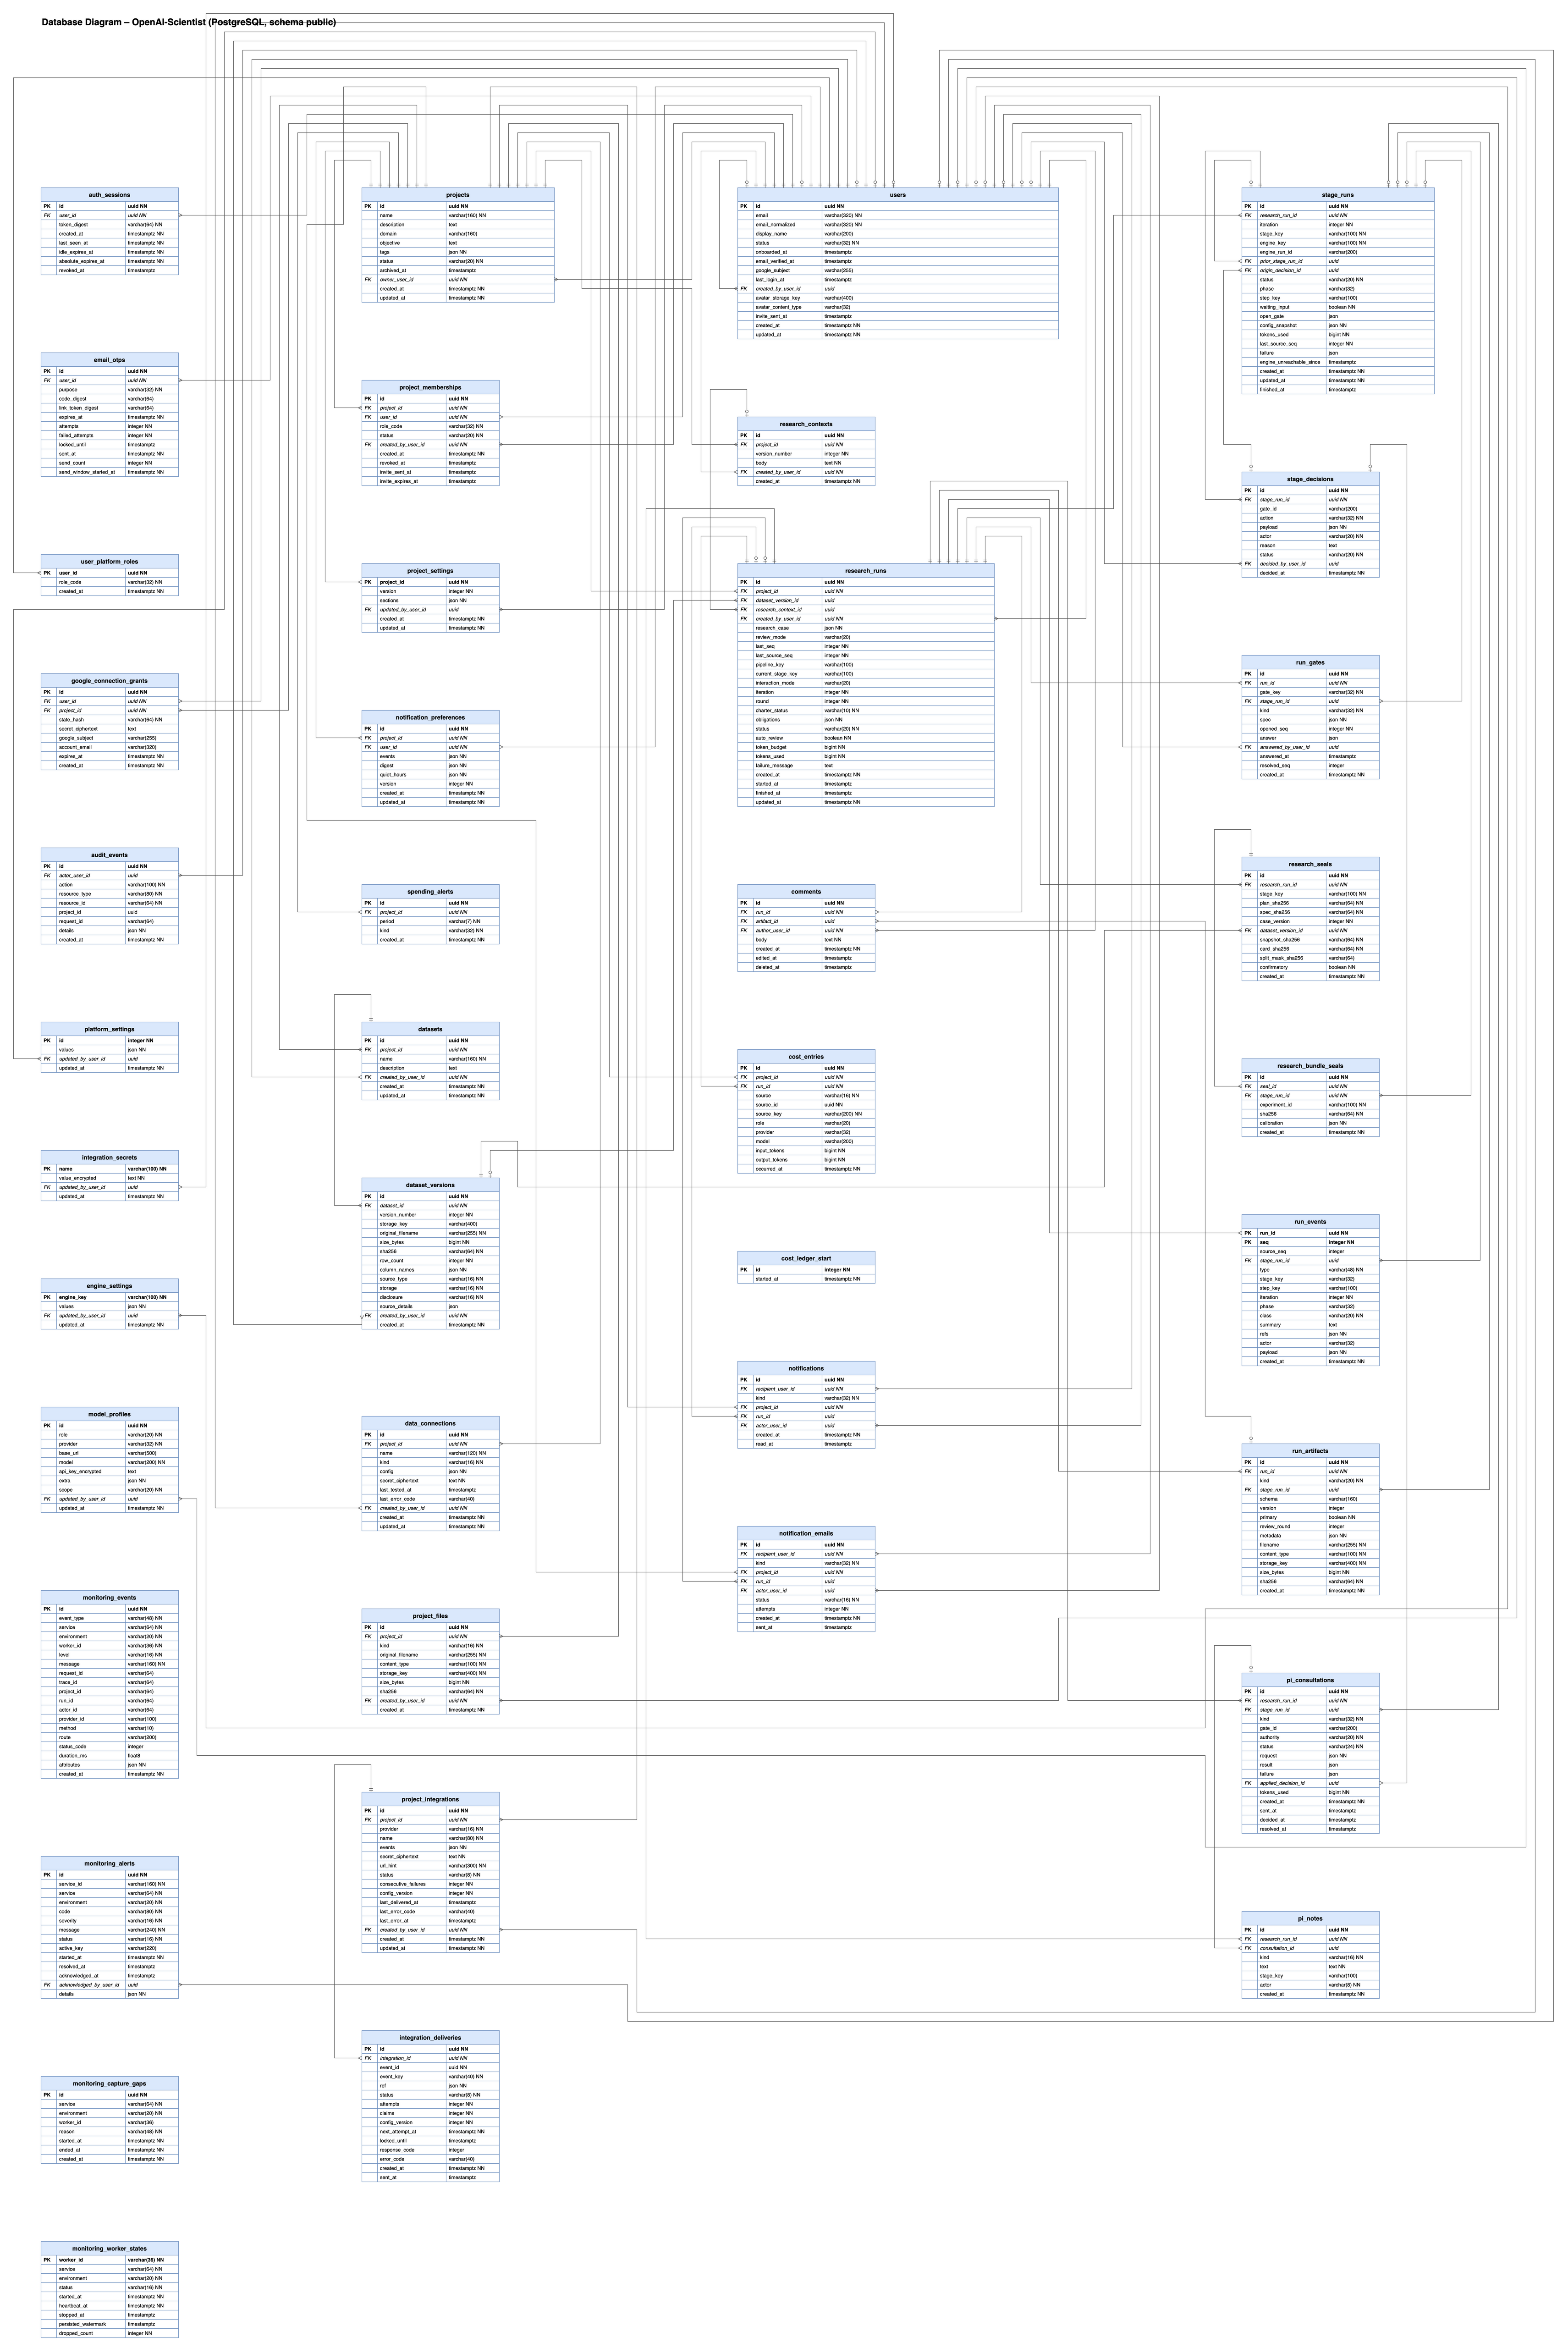 Database Diagram – OpenAI-Scientist (PostgreSQL, schema public)
auth_sessions
PK id uuid NN
FK user_id uuid NN
token_digest varchar(64) NN
created_at timestamptz NN
last_seen_at timestamptz NN
idle_expires_at timestamptz NN
absolute_expires_at timestamptz NN
revoked_at timestamptz
email_otps
PK id uuid NN
FK user_id uuid NN
purpose varchar(32) NN
code_digest varchar(64)
link_token_digest varchar(64)
expires_at timestamptz NN
attempts integer NN
failed_attempts integer NN
locked_until timestamptz
sent_at timestamptz NN
send_count integer NN
send_window_started_at timestamptz NN
user_platform_roles
PK user_id uuid NN
role_code varchar(32) NN
created_at timestamptz NN
google_connection_grants
PK id uuid NN
FK user_id uuid NN
FK project_id uuid NN
state_hash varchar(64) NN
secret_ciphertext text
google_subject varchar(255)
account_email varchar(320)
expires_at timestamptz NN
created_at timestamptz NN
audit_events
PK id uuid NN
FK actor_user_id uuid
action varchar(100) NN
resource_type varchar(80) NN
resource_id varchar(64) NN
project_id uuid
request_id varchar(64)
details json NN
created_at timestamptz NN
platform_settings
PK id integer NN
values json NN
FK updated_by_user_id uuid
updated_at timestamptz NN
integration_secrets
PK name varchar(100) NN
value_encrypted text NN
FK updated_by_user_id uuid
updated_at timestamptz NN
engine_settings
PK engine_key varchar(100) NN
values json NN
FK updated_by_user_id uuid
updated_at timestamptz NN
model_profiles
PK id uuid NN
role varchar(20) NN
provider varchar(32) NN
base_url varchar(500)
model varchar(200) NN
api_key_encrypted text
extra json NN
scope varchar(20) NN
FK updated_by_user_id uuid
updated_at timestamptz NN
monitoring_events
PK id uuid NN
event_type varchar(48) NN
service varchar(64) NN
environment varchar(20) NN
worker_id varchar(36) NN
level varchar(16) NN
message varchar(160) NN
request_id varchar(64)
trace_id varchar(64)
project_id varchar(64)
run_id varchar(64)
actor_id varchar(64)
provider_id varchar(100)
method varchar(10)
route varchar(200)
status_code integer
duration_ms float8
attributes json NN
created_at timestamptz NN
monitoring_alerts
PK id uuid NN
service_id varchar(160) NN
service varchar(64) NN
environment varchar(20) NN
code varchar(80) NN
severity varchar(16) NN
message varchar(240) NN
status varchar(16) NN
active_key varchar(220)
started_at timestamptz NN
resolved_at timestamptz
acknowledged_at timestamptz
FK acknowledged_by_user_id uuid
details json NN
monitoring_capture_gaps
PK id uuid NN
service varchar(64) NN
environment varchar(20) NN
worker_id varchar(36)
reason varchar(48) NN
started_at timestamptz NN
ended_at timestamptz NN
created_at timestamptz NN
monitoring_worker_states
PK worker_id varchar(36) NN
service varchar(64) NN
environment varchar(20) NN
status varchar(16) NN
started_at timestamptz NN
heartbeat_at timestamptz NN
stopped_at timestamptz
persisted_watermark timestamptz
dropped_count integer NN
projects
PK id uuid NN
name varchar(160) NN
description text
domain varchar(160)
objective text
tags json NN
status varchar(20) NN
archived_at timestamptz
FK owner_user_id uuid NN
created_at timestamptz NN
updated_at timestamptz NN
project_memberships
PK id uuid NN
FK project_id uuid NN
FK user_id uuid NN
role_code varchar(32) NN
status varchar(20) NN
FK created_by_user_id uuid NN
created_at timestamptz NN
revoked_at timestamptz
invite_sent_at timestamptz
invite_expires_at timestamptz
project_settings
PK project_id uuid NN
version integer NN
sections json NN
FK updated_by_user_id uuid
created_at timestamptz NN
updated_at timestamptz NN
notification_preferences
PK id uuid NN
FK project_id uuid NN
FK user_id uuid NN
events json NN
digest json NN
quiet_hours json NN
version integer NN
created_at timestamptz NN
updated_at timestamptz NN
spending_alerts
PK id uuid NN
FK project_id uuid NN
period varchar(7) NN
kind varchar(32) NN
created_at timestamptz NN
datasets
PK id uuid NN
FK project_id uuid NN
name varchar(160) NN
description text
FK created_by_user_id uuid NN
created_at timestamptz NN
updated_at timestamptz NN
dataset_versions
PK id uuid NN
FK dataset_id uuid NN
version_number integer NN
storage_key varchar(400)
original_filename varchar(255) NN
size_bytes bigint NN
sha256 varchar(64) NN
row_count integer NN
column_names json NN
source_type varchar(16) NN
storage varchar(16) NN
disclosure varchar(16) NN
source_details json
FK created_by_user_id uuid NN
created_at timestamptz NN
data_connections
PK id uuid NN
FK project_id uuid NN
name varchar(120) NN
kind varchar(16) NN
config json NN
secret_ciphertext text NN
last_tested_at timestamptz
last_error_code varchar(40)
FK created_by_user_id uuid NN
created_at timestamptz NN
updated_at timestamptz NN
project_files
PK id uuid NN
FK project_id uuid NN
kind varchar(16) NN
original_filename varchar(255) NN
content_type varchar(100) NN
storage_key varchar(400) NN
size_bytes bigint NN
sha256 varchar(64) NN
FK created_by_user_id uuid NN
created_at timestamptz NN
project_integrations
PK id uuid NN
FK project_id uuid NN
provider varchar(16) NN
name varchar(80) NN
events json NN
secret_ciphertext text NN
url_hint varchar(300) NN
status varchar(8) NN
consecutive_failures integer NN
config_version integer NN
last_delivered_at timestamptz
last_error_code varchar(40)
last_error_at timestamptz
FK created_by_user_id uuid NN
created_at timestamptz NN
updated_at timestamptz NN
integration_deliveries
PK id uuid NN
FK integration_id uuid NN
event_id uuid NN
event_key varchar(40) NN
ref json NN
status varchar(8) NN
attempts integer NN
claims integer NN
config_version integer NN
next_attempt_at timestamptz NN
locked_until timestamptz
response_code integer
error_code varchar(40)
created_at timestamptz NN
sent_at timestamptz
users
PK id uuid NN
email varchar(320) NN
email_normalized varchar(320) NN
display_name varchar(200)
status varchar(32) NN
onboarded_at timestamptz
email_verified_at timestamptz
google_subject varchar(255)
last_login_at timestamptz
FK created_by_user_id uuid
avatar_storage_key varchar(400)
avatar_content_type varchar(32)
invite_sent_at timestamptz
created_at timestamptz NN
updated_at timestamptz NN
research_contexts
PK id uuid NN
FK project_id uuid NN
version_number integer NN
body text NN
FK created_by_user_id uuid NN
created_at timestamptz NN
research_runs
PK id uuid NN
FK project_id uuid NN
FK dataset_version_id uuid
FK research_context_id uuid
FK created_by_user_id uuid NN
research_case json NN
review_mode varchar(20)
last_seq integer NN
last_source_seq integer NN
pipeline_key varchar(100)
current_stage_key varchar(100)
interaction_mode varchar(20)
iteration integer NN
round integer NN
charter_status varchar(10) NN
obligations json NN
status varchar(20) NN
auto_review boolean NN
token_budget bigint NN
tokens_used bigint NN
failure_message text
created_at timestamptz NN
started_at timestamptz
finished_at timestamptz
updated_at timestamptz NN
comments
PK id uuid NN
FK run_id uuid NN
FK artifact_id uuid
FK author_user_id uuid NN
body text NN
created_at timestamptz NN
edited_at timestamptz
deleted_at timestamptz
cost_entries
PK id uuid NN
FK project_id uuid NN
FK run_id uuid NN
source varchar(16) NN
source_id uuid NN
source_key varchar(200) NN
role varchar(20)
provider varchar(32)
model varchar(200)
input_tokens bigint NN
output_tokens bigint NN
occurred_at timestamptz NN
cost_ledger_start
PK id integer NN
started_at timestamptz NN
notifications
PK id uuid NN
FK recipient_user_id uuid NN
kind varchar(32) NN
FK project_id uuid NN
FK run_id uuid
FK actor_user_id uuid
created_at timestamptz NN
read_at timestamptz
notification_emails
PK id uuid NN
FK recipient_user_id uuid NN
kind varchar(32) NN
FK project_id uuid NN
FK run_id uuid
FK actor_user_id uuid
status varchar(16) NN
attempts integer NN
created_at timestamptz NN
sent_at timestamptz
stage_runs
PK id uuid NN
FK research_run_id uuid NN
iteration integer NN
stage_key varchar(100) NN
engine_key varchar(100) NN
engine_run_id varchar(200)
FK prior_stage_run_id uuid
FK origin_decision_id uuid
status varchar(20) NN
phase varchar(32)
step_key varchar(100)
waiting_input boolean NN
open_gate json
config_snapshot json NN
tokens_used bigint NN
last_source_seq integer NN
failure json
engine_unreachable_since timestamptz
created_at timestamptz NN
updated_at timestamptz NN
finished_at timestamptz
stage_decisions
PK id uuid NN
FK stage_run_id uuid NN
gate_id varchar(200)
action varchar(32) NN
payload json NN
actor varchar(20) NN
reason text
status varchar(20) NN
FK decided_by_user_id uuid
decided_at timestamptz NN
run_gates
PK id uuid NN
FK run_id uuid NN
gate_key varchar(32) NN
FK stage_run_id uuid
kind varchar(32) NN
spec json NN
opened_seq integer NN
answer json
FK answered_by_user_id uuid
answered_at timestamptz
resolved_seq integer
created_at timestamptz NN
research_seals
PK id uuid NN
FK research_run_id uuid NN
stage_key varchar(100) NN
plan_sha256 varchar(64) NN
spec_sha256 varchar(64) NN
case_version integer NN
FK dataset_version_id uuid NN
snapshot_sha256 varchar(64) NN
card_sha256 varchar(64) NN
split_mask_sha256 varchar(64)
confirmatory boolean NN
created_at timestamptz NN
research_bundle_seals
PK id uuid NN
FK seal_id uuid NN
FK stage_run_id uuid NN
experiment_id varchar(100) NN
sha256 varchar(64) NN
calibration json NN
created_at timestamptz NN
run_events
PK run_id uuid NN
PK seq integer NN
source_seq integer
FK stage_run_id uuid
type varchar(48) NN
stage_key varchar(32)
step_key varchar(100)
iteration integer NN
phase varchar(32)
class varchar(20) NN
summary text
refs json NN
actor varchar(32)
payload json NN
created_at timestamptz NN
run_artifacts
PK id uuid NN
FK run_id uuid NN
kind varchar(20) NN
FK stage_run_id uuid
schema varchar(160)
version integer
primary boolean NN
review_round integer
metadata json NN
filename varchar(255) NN
content_type varchar(100) NN
storage_key varchar(400) NN
size_bytes bigint NN
sha256 varchar(64) NN
created_at timestamptz NN
pi_consultations
PK id uuid NN
FK research_run_id uuid NN
FK stage_run_id uuid
kind varchar(32) NN
gate_id varchar(200)
authority varchar(20) NN
status varchar(24) NN
request json NN
result json
failure json
FK applied_decision_id uuid
tokens_used bigint NN
created_at timestamptz NN
sent_at timestamptz
decided_at timestamptz
resolved_at timestamptz
pi_notes
PK id uuid NN
FK research_run_id uuid NN
FK consultation_id uuid
kind varchar(16) NN
text text NN
stage_key varchar(100)
actor varchar(8) NN
created_at timestamptz NN